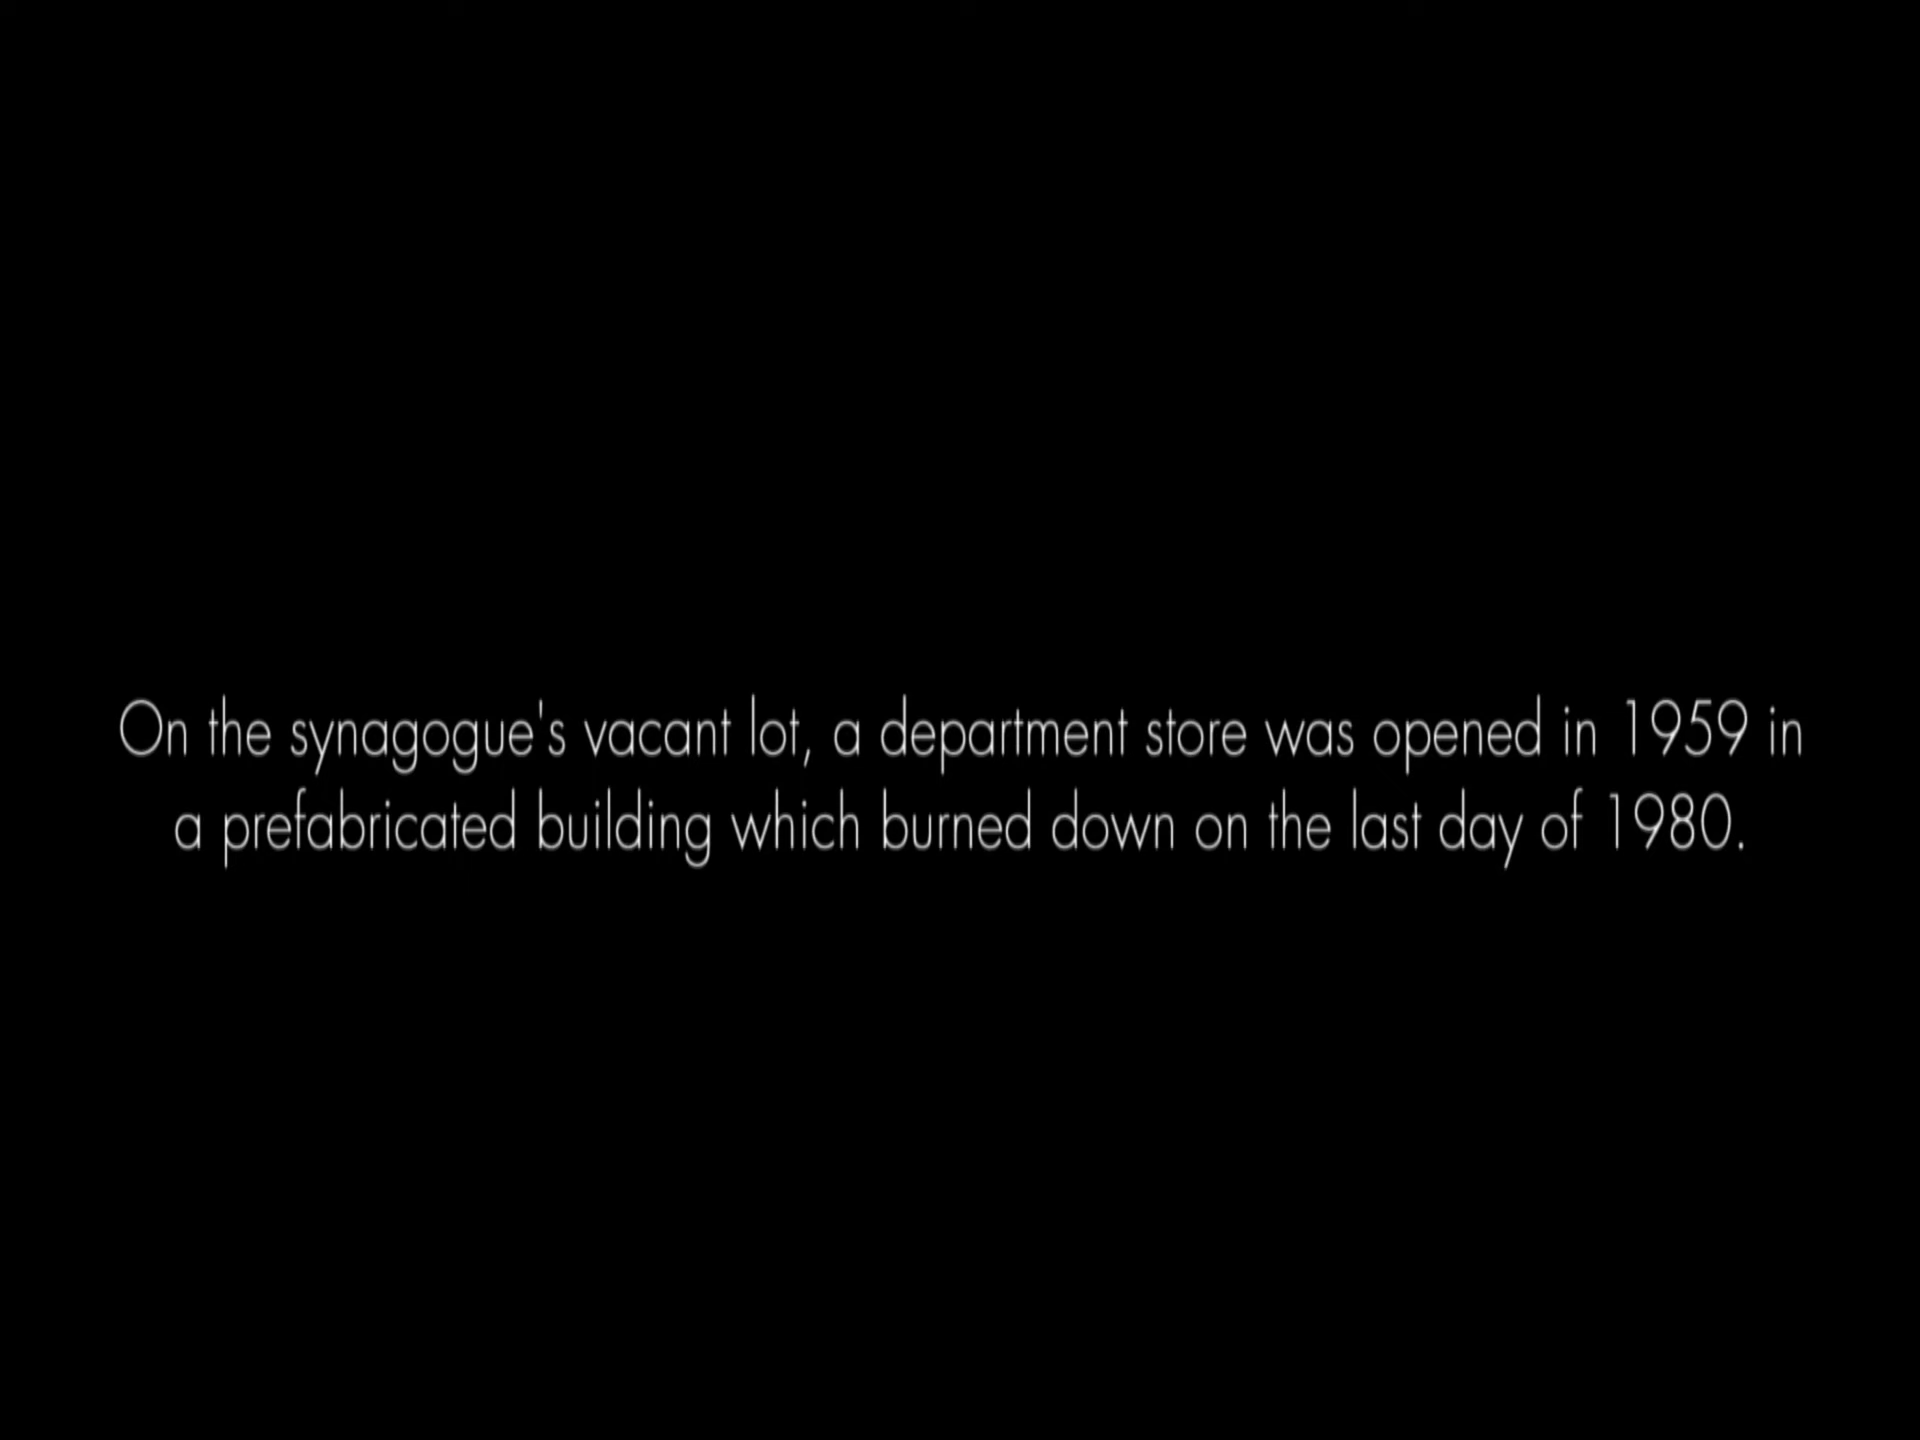 On the synagogue's vacant lot, a department store was opened in 1959 in
a prefabricated building which burned down on the last day of 1980.